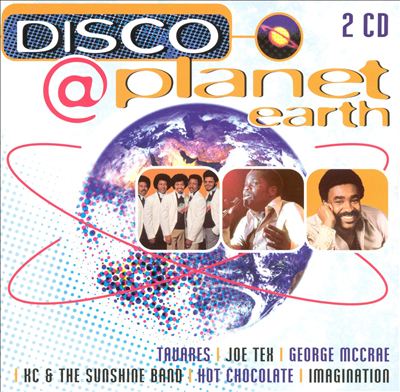 DISCO
2 CD
@planet
earth
TAVARES | JOE TEX | GEORGE MCCRAE
| KC & THE SUNSHINE BAND | HOT CHOCOLATE | IMAGINATION